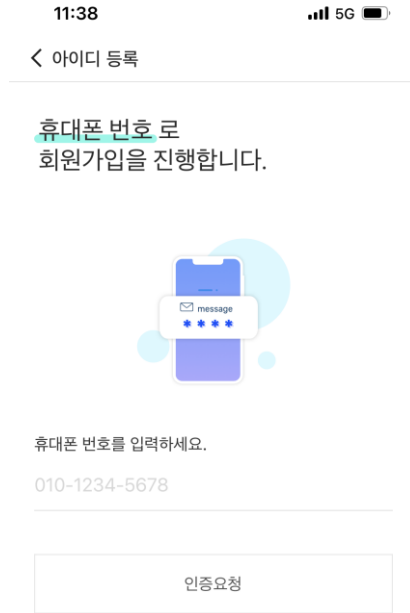 11:38
5G
아이디 등록
휴대폰 번호 로
회원가입을 진행합니다.
message
****
휴대폰 번호를 입력하세요.
010-1234-5678
인증요청